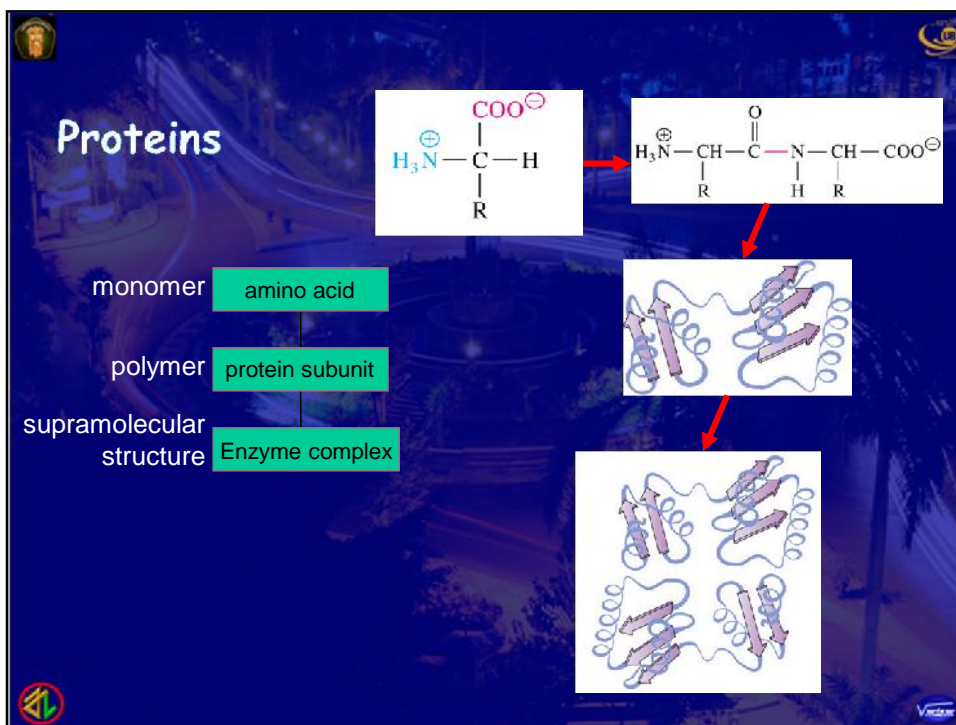 Proteins
COO⊖
⊕
H₃N—C—H
R
O
⊕
H₃N—CH—C—N—CH—COO⊖
R H R
monomer
amino acid
polymer
protein subunit
supramolecular
structure
Enzyme complex